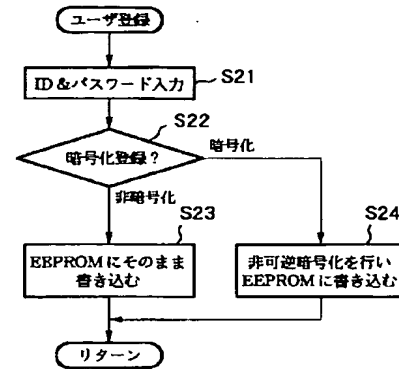 ユーザ登録
ID&パスワード入力
S21
S22
暗号化登録?
暗号化
非暗号化
S23
S24
EEPROMにそのまま
書き込む
非可逆暗号化を行い
EEPROMに書き込む
リターン